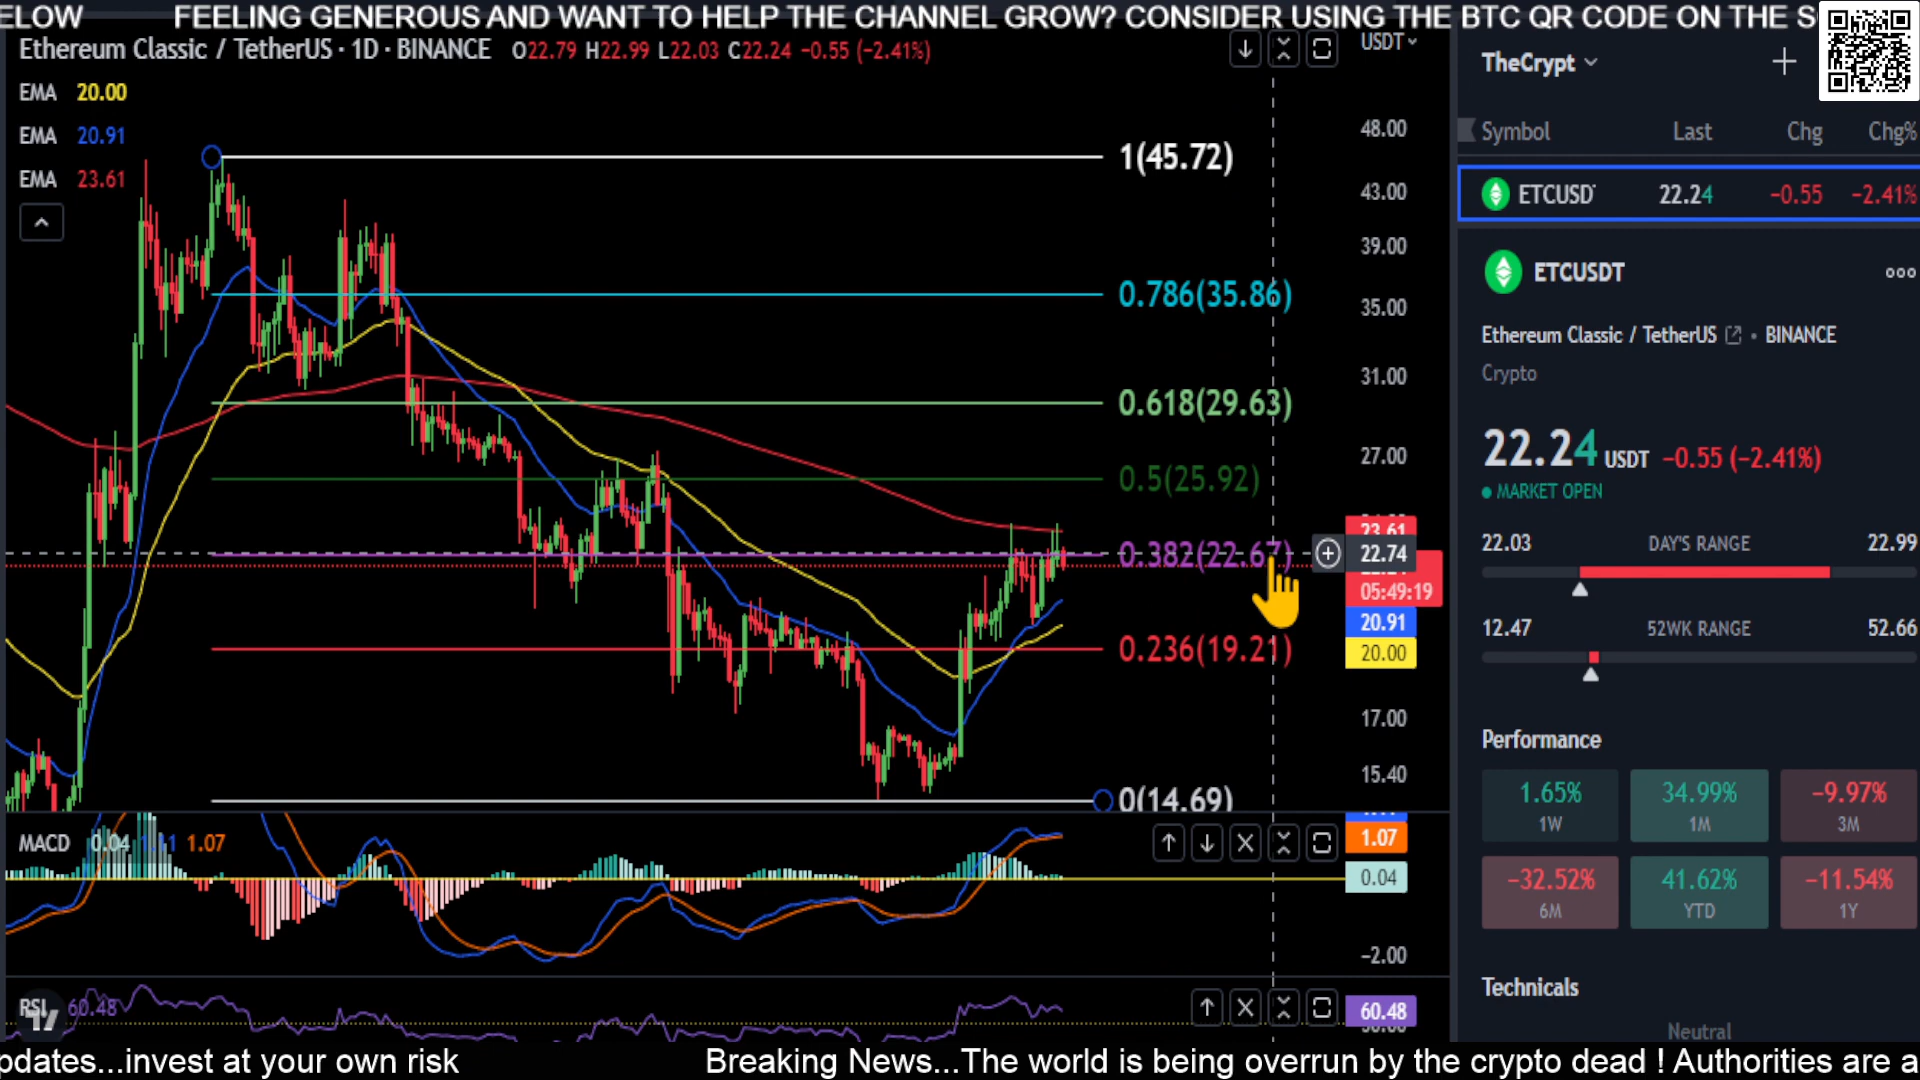 ELOW FEELING GENEROUS AND WANT TO HELP THE CHANNEL GROW? CONSIDER USING THE BTC QR CODE ON THE S
Ethereum Classic / TetherUS · 1D · BINANCE O22.79 H22.99 L22.03 C22.24 −0.55 (−2.41%)
USDT
EMA 20.00
EMA 20.91
EMA 23.61
1(45.72)
0.786(35.86)
0.618(29.63)
0.5(25.92)
0.382(22.67)
0.236(19.21)
0(14.69)
48.00
43.00
39.00
35.00
31.00
27.00
23.61
22.74
05:49:19
20.91
20.00
17.00
15.40
MACD 0.04 1.07
1.07
0.04
−2.00
RSI 60.48
60.48
TheCrypt
Symbol Last Chg Chg%
ETCUSD 22.24 −0.55 −2.41%
ETCUSDT
Ethereum Classic / TetherUS · BINANCE
Crypto
22.24 USDT −0.55 (−2.41%)
MARKET OPEN
22.03 DAY'S RANGE 22.99
12.47 52WK RANGE 52.66
Performance
1.65% 34.99% −9.97%
1W 1M 3M
−32.52% 41.62% −11.54%
6M YTD 1Y
Technicals
Neutral
pdates...invest at your own risk Breaking News...The world is being overrun by the crypto dead ! Authorities are a